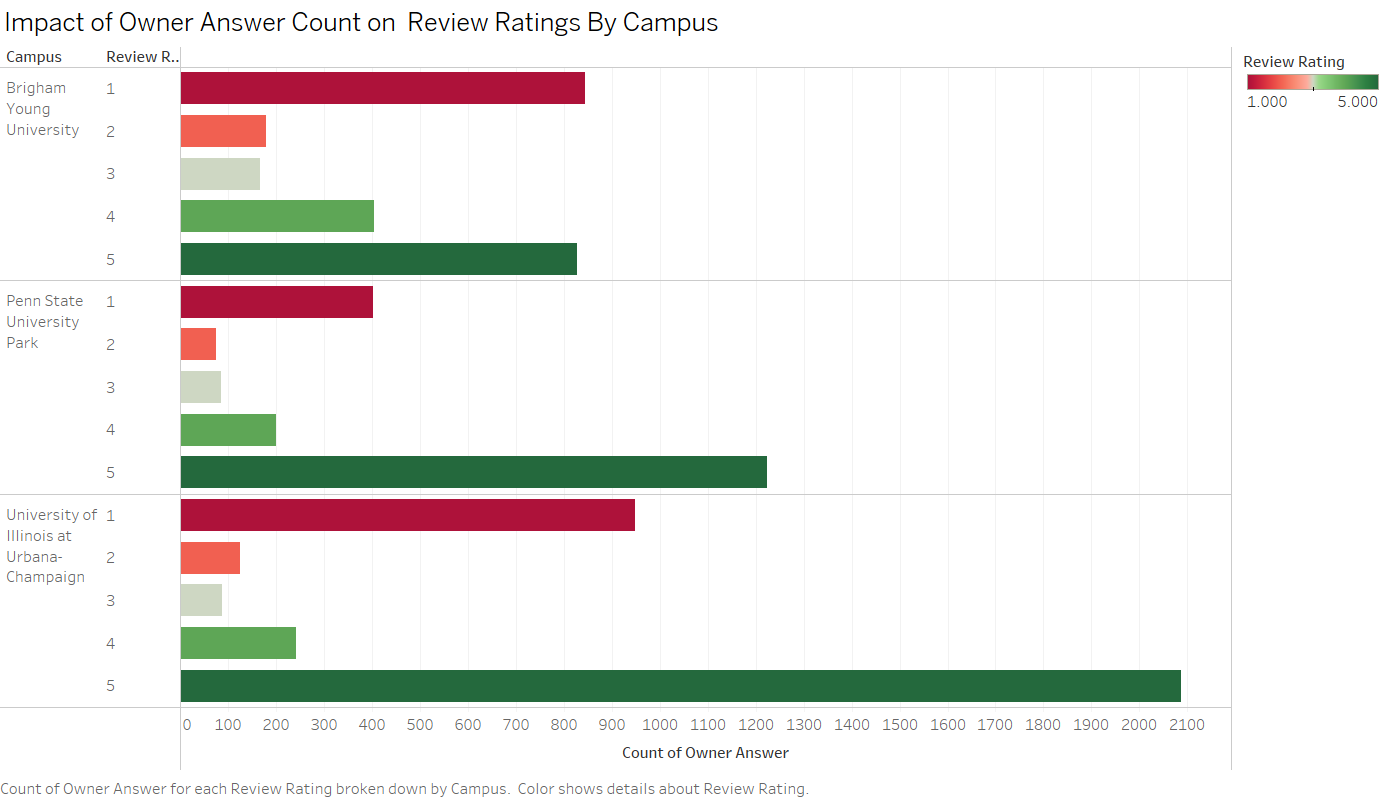 Impact of Owner Answer Count on  Review Ratings By Campus
Campus
Review R..
Review Rating
1.000
5.000
Brigham
Young
University
1
2
3
4
5
Penn State
University
Park
1
2
3
4
5
University of
Illinois at
Urbana-
Champaign
1
2
3
4
5
0 100 200 300 400 500 600 700 800 900 1000 1100 1200 1300 1400 1500 1600 1700 1800 1900 2000 2100
Count of Owner Answer
Count of Owner Answer for each Review Rating broken down by Campus.  Color shows details about Review Rating.